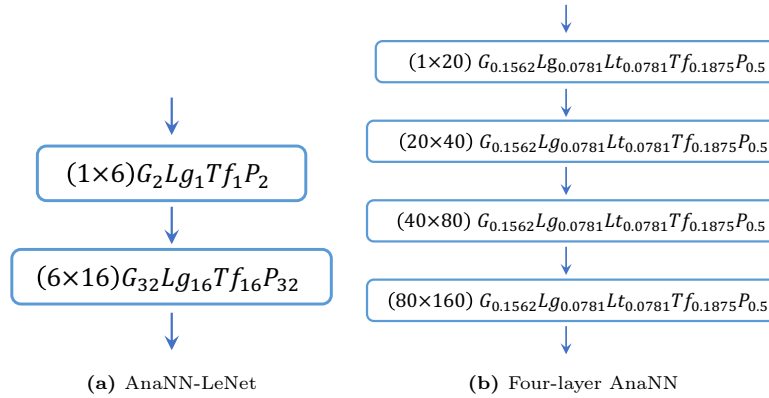 (1×6)G₂Lg₁Tf₁P₂
(6×16)G₃₂Lg₁₆Tf₁₆P₃₂
(a) AnaNN-LeNet
(1×20) G₀.₁₅₆₂Lg₀.₀₇₈₁Lt₀.₀₇₈₁Tf₀.₁₈₇₅P₀.₅
(20×40) G₀.₁₅₆₂Lg₀.₀₇₈₁Lt₀.₀₇₈₁Tf₀.₁₈₇₅P₀.₅
(40×80) G₀.₁₅₆₂Lg₀.₀₇₈₁Lt₀.₀₇₈₁Tf₀.₁₈₇₅P₀.₅
(80×160) G₀.₁₅₆₂Lg₀.₀₇₈₁Lt₀.₀₇₈₁Tf₀.₁₈₇₅P₀.₅
(b) Four-layer AnaNN